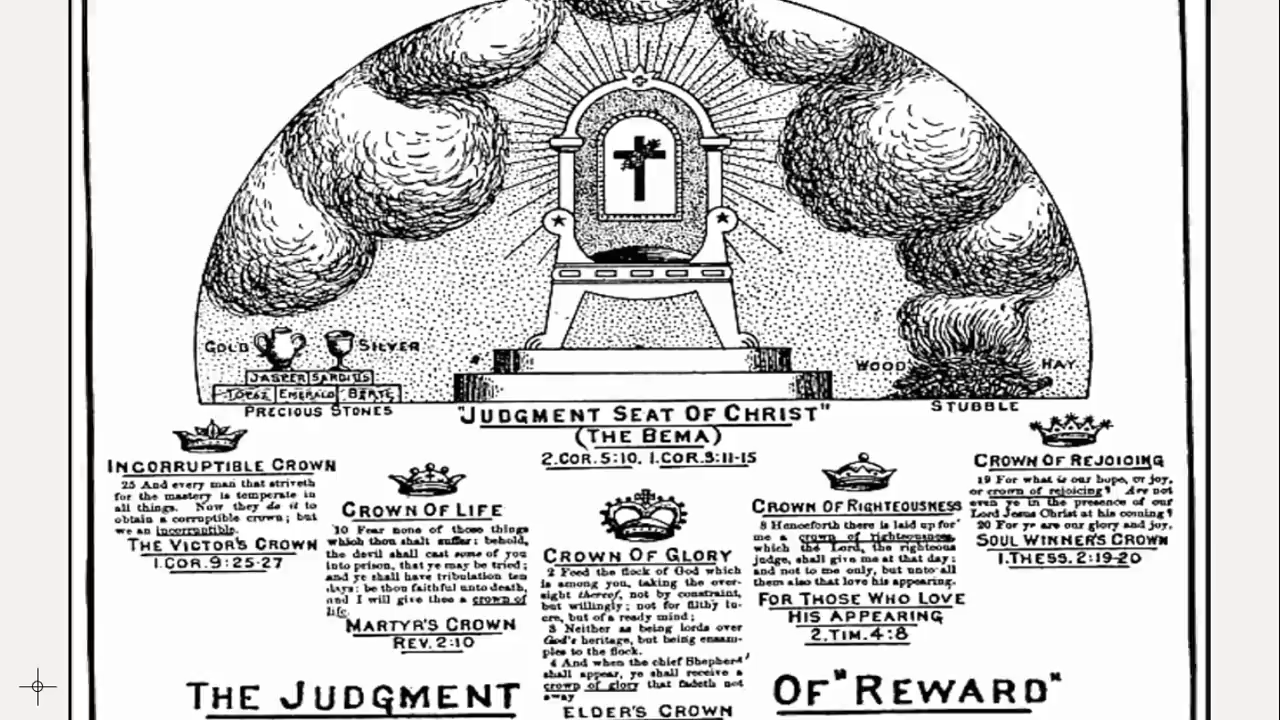 GOLD
SILVER
JASPER SARDIUS
TOPAZ EMERALD BERYL
PRECIOUS STONES
WOOD
HAY
STUBBLE
"JUDGMENT SEAT OF CHRIST"
(THE BEMA)
2.COR.5:10, 1.COR.3:11-15
INCORRUPTIBLE CROWN
25 And every man that striveth
for the mastery is temperate in
all things. Now they do it to
obtain a corruptible crown; but
we an incorruptible.
THE VICTOR'S CROWN
1.COR.9:25-27
CROWN OF LIFE
10 Fear none of those things
which thou shalt suffer: behold,
the devil shall cast some of you
into prison, that ye may be tried;
and ye shall have tribulation ten
days: be thou faithful unto death,
and I will give thee a crown of
life.
MARTYR'S CROWN
REV. 2:10
CROWN OF GLORY
2 Feed the flock of God which
is among you, taking the over-
sight thereof, not by constraint,
but willingly; not for filthy lu-
cre, but of a ready mind;
3 Neither as being lords over
God's heritage, but being ensam-
ples to the flock.
4 And when the chief Shepherd
shall appear, ye shall receive a
crown of glory that fadeth not
away
ELDER'S CROWN
CROWN OF RIGHTEOUSNESS
8 Henceforth there is laid up for
me a crown of righteousness,
which the Lord, the righteous
judge, shall give me at that day;
and not to me only, but unto all
them also that love his appearing.
FOR THOSE WHO LOVE
HIS APPEARING
2.TIM.4:8
CROWN OF REJOICING
19 For what is our hope, or joy,
or crown of rejoicing? Are not
even ye in the presence of our
Lord Jesus Christ at his coming?
20 For ye are our glory and joy.
SOUL WINNER'S CROWN
1.THESS.2:19-20
THE JUDGMENT OF "REWARD"